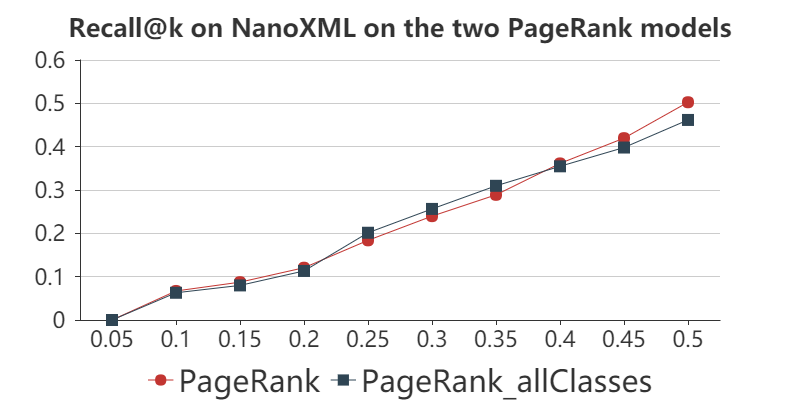 Recall@k on NanoXML on the two PageRank models
0.6
0.5
0.4
0.3
0.2
0.1
0
0.05 0.1 0.15 0.2 0.25 0.3 0.35 0.4 0.45 0.5
PageRank PageRank_allClasses